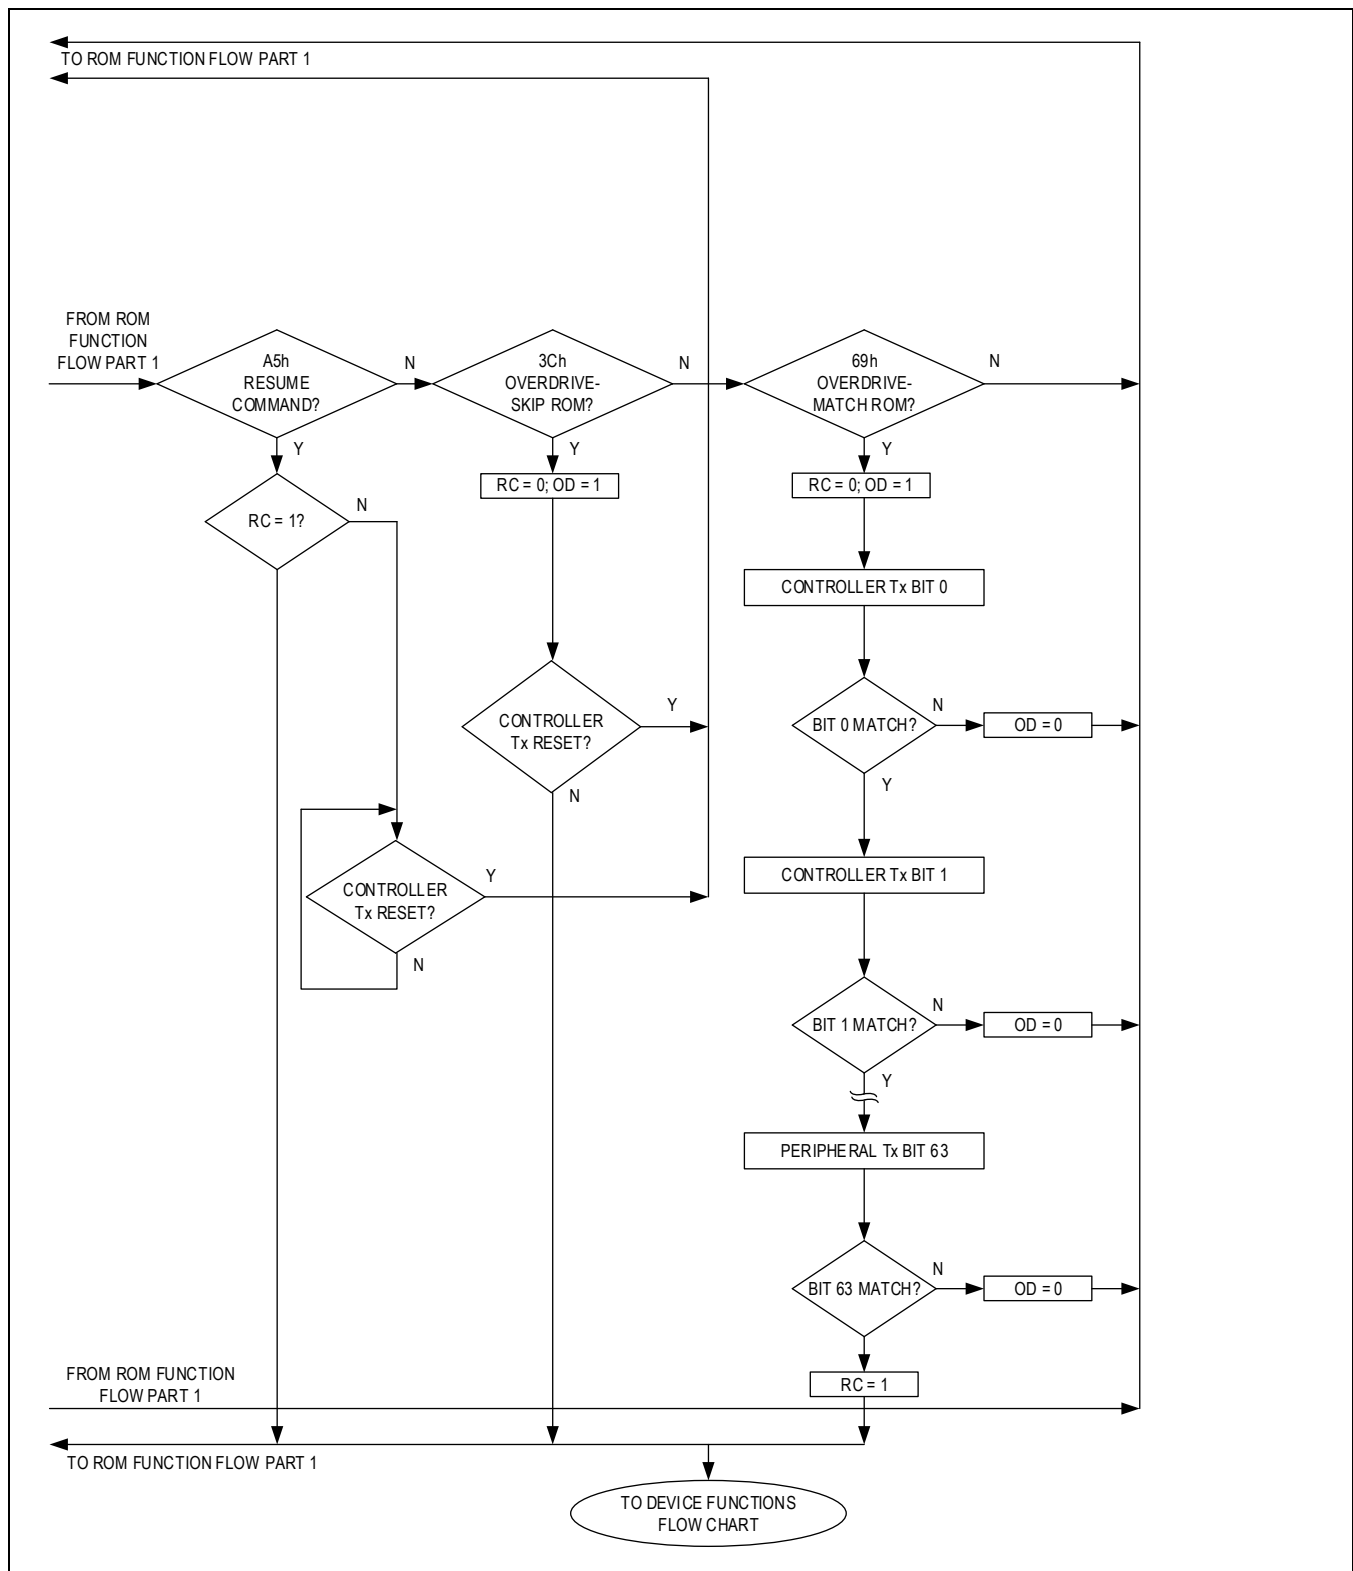 TO ROM FUNCTION FLOW PART 1
FROM ROM
FUNCTION
FLOW PART 1
A5h
RESUME
COMMAND?
N
3Ch
OVERDRIVE-
SKIP ROM?
N
69h
OVERDRIVE-
MATCH ROM?
N
Y
Y
Y
RC = 1?
N
RC = 0; OD = 1
RC = 0; OD = 1
CONTROLLER Tx BIT 0
CONTROLLER
Tx RESET?
Y
N
BIT 0 MATCH?
N
OD = 0
Y
CONTROLLER Tx BIT 1
CONTROLLER
Tx RESET?
Y
N
BIT 1 MATCH?
N
OD = 0
Y
PERIPHERAL Tx BIT 63
BIT 63 MATCH?
N
OD = 0
RC = 1
FROM ROM FUNCTION
FLOW PART 1
TO ROM FUNCTION FLOW PART 1
TO DEVICE FUNCTIONS
FLOW CHART